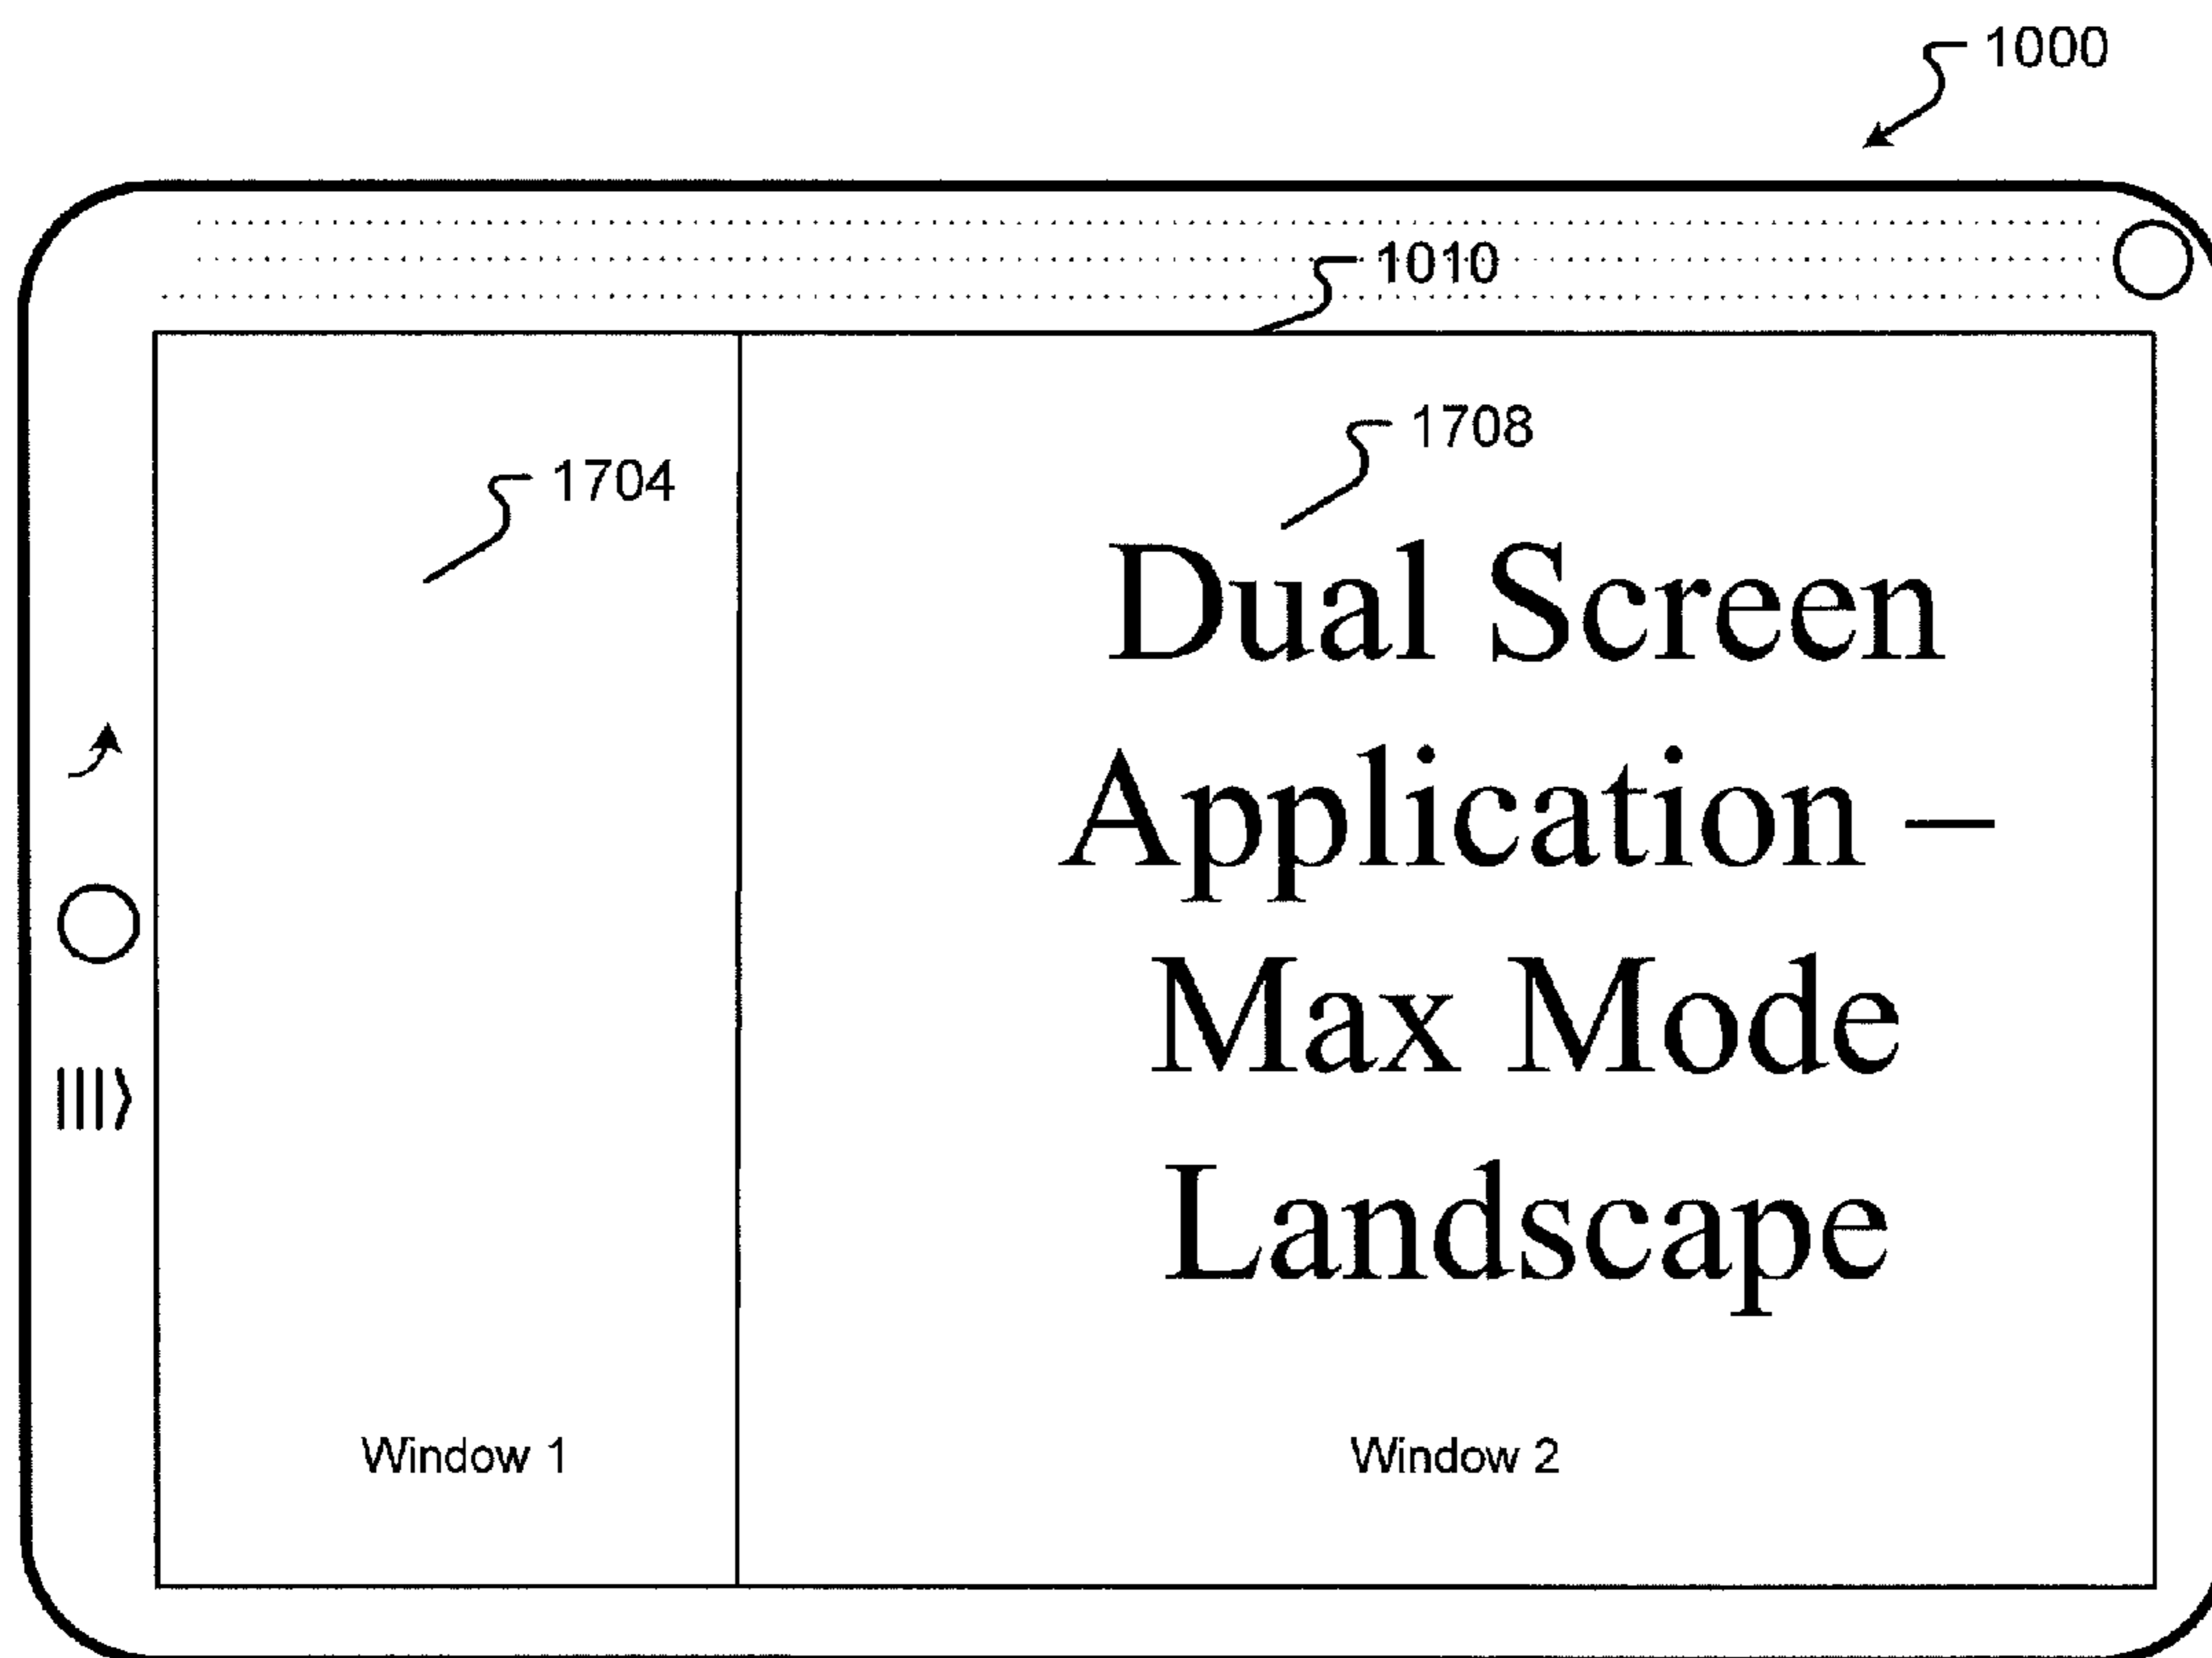 1000
1010
1704
1708
Dual Screen
Application –
Max Mode
Landscape
Window 1
Window 2